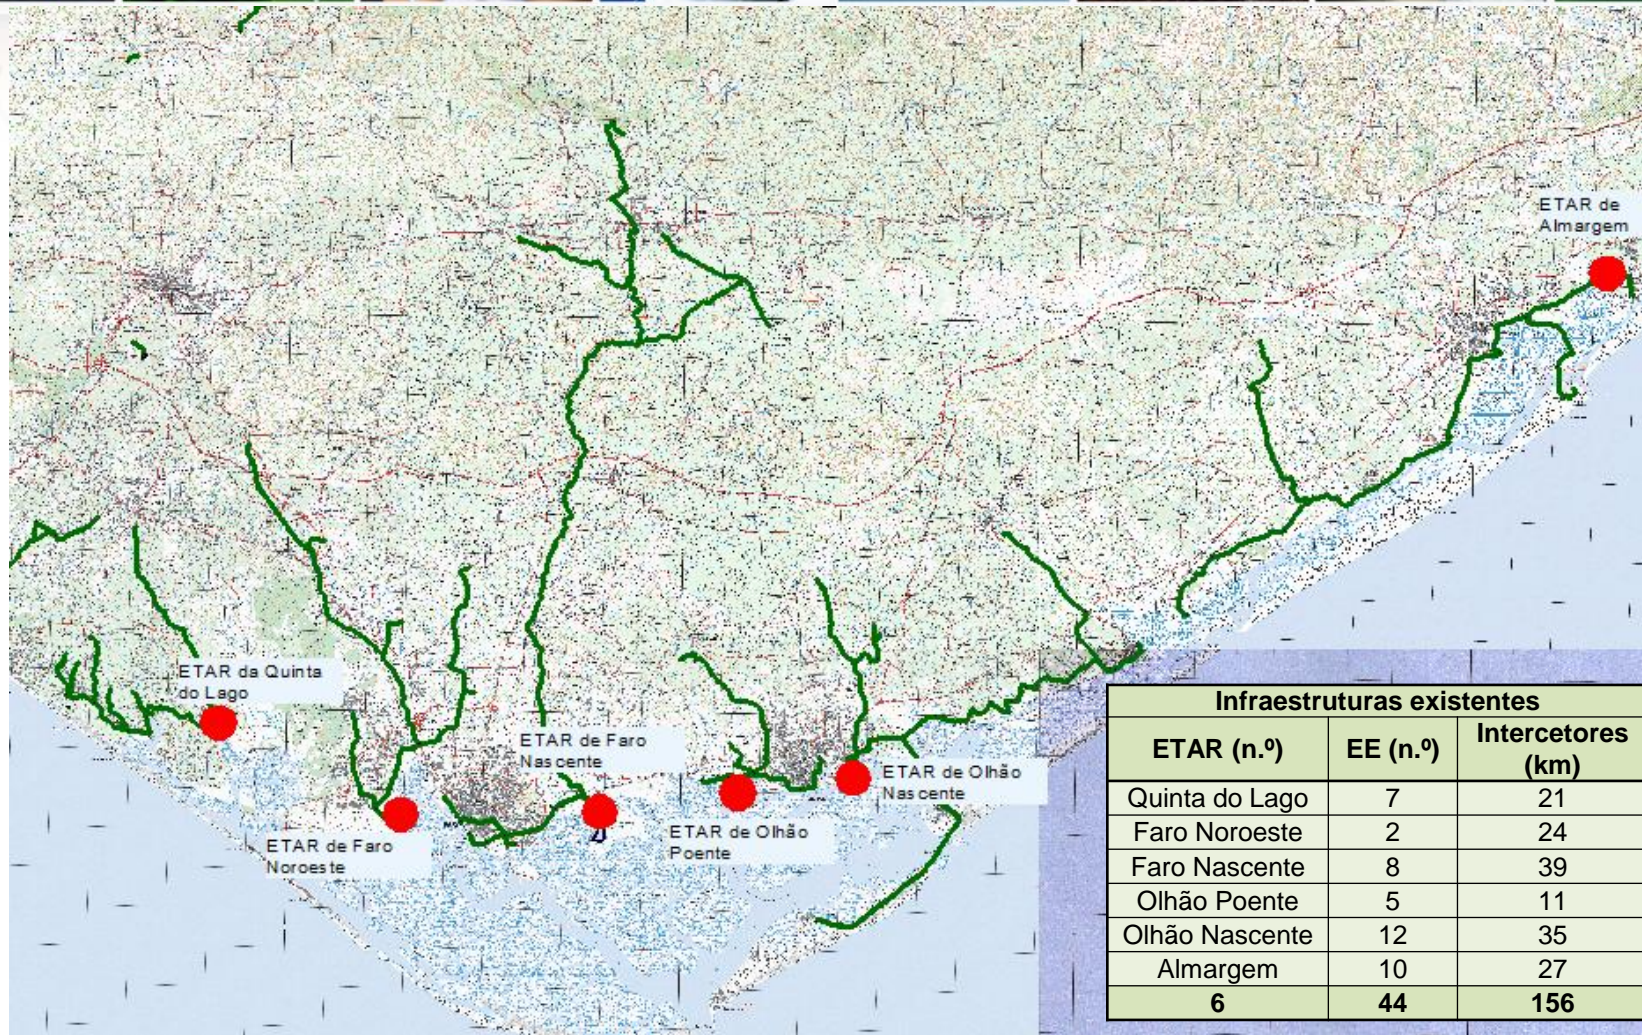 ETAR de
Almargem
ETAR da Quinta
do Lago
ETAR de Faro
Nascente
ETAR de Olhão
Nascente
ETAR de Olhão
Poente
ETAR de Faro
Noroeste
Infraestruturas existentes
ETAR (n.º) EE (n.º) Intercetores
(km)
Quinta do Lago 7 21
Faro Noroeste 2 24
Faro Nascente 8 39
Olhão Poente 5 11
Olhão Nascente 12 35
Almargem 10 27
6 44 156